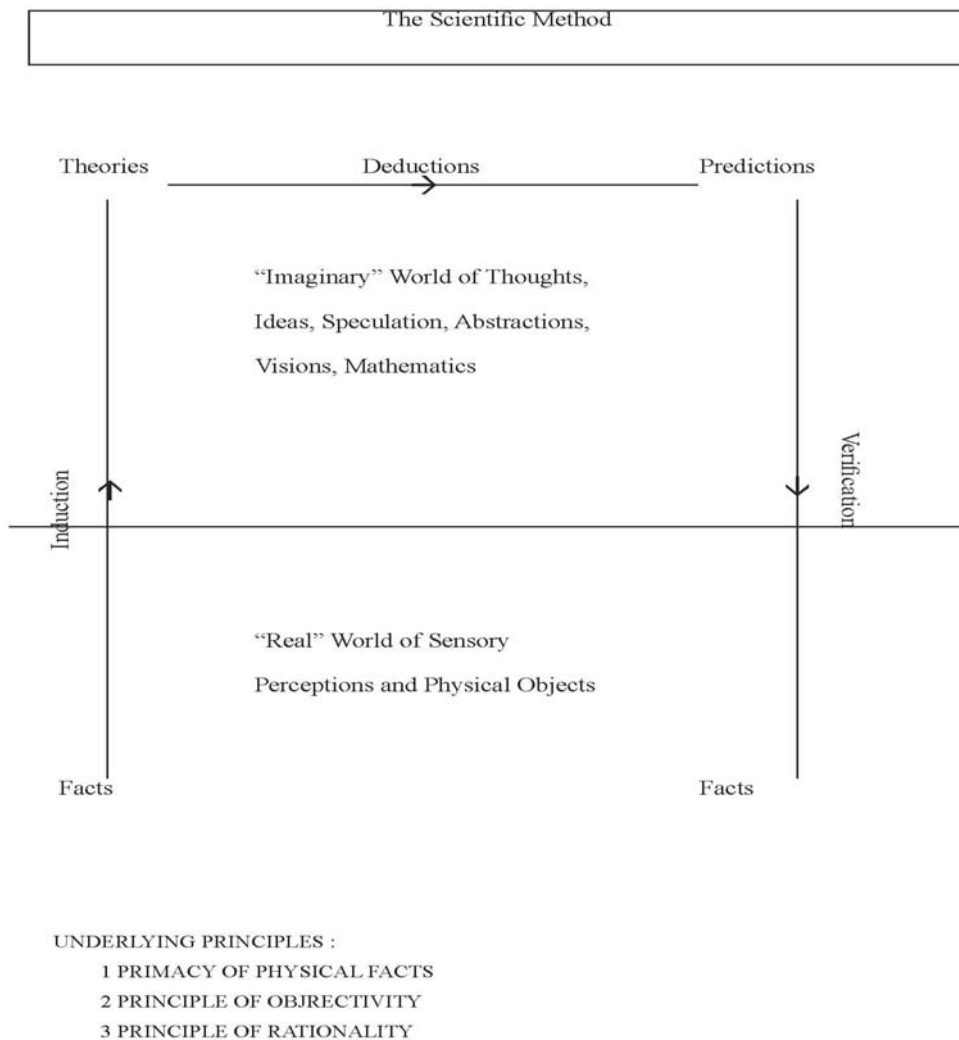 The Scientific Method
Theories
Deductions
Predictions
“Imaginary” World of Thoughts,
Ideas, Speculation, Abstractions,
Visions, Mathematics
Induction
Verification
“Real” World of Sensory
Perceptions and Physical Objects
Facts
Facts
UNDERLYING PRINCIPLES :
1 PRIMACY OF PHYSICAL FACTS
2 PRINCIPLE OF OBJRECTIVITY
3 PRINCIPLE OF RATIONALITY